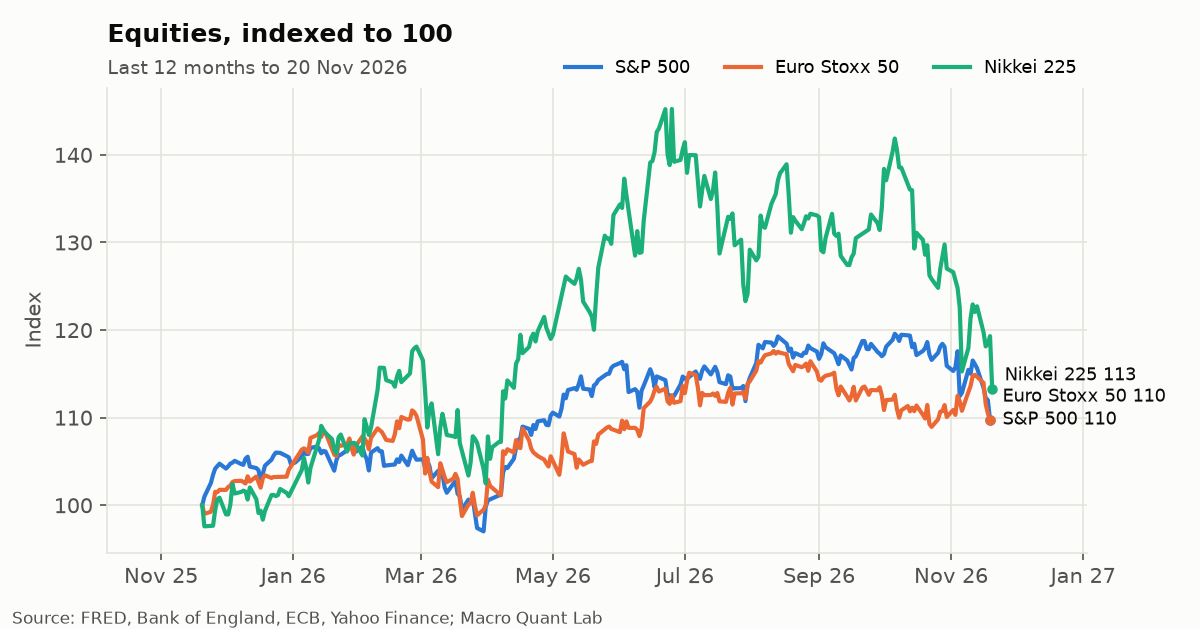 Equities, indexed to 100
Last 12 months to 20 Nov 2026
S&P 500 Euro Stoxx 50 Nikkei 225
Index
140
130
120
110
100
Nikkei 225 113
Euro Stoxx 50 110
S&P 500 110
Nov 25 Jan 26 Mar 26 May 26 Jul 26 Sep 26 Nov 26 Jan 27
Source: FRED, Bank of England, ECB, Yahoo Finance; Macro Quant Lab